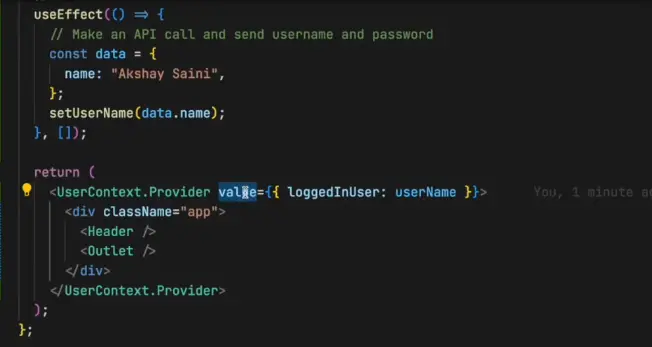 useEffect(() => {
// Make an API call and send username and password
const data = {
name: "Akshay Saini",
};
setUserName(data.name);
}, []);
return (
<UserContext.Provider value={{ loggedInUser: userName }}> You, 1 minute
<div className="app">
<Header />
<Outlet />
</div>
</UserContext.Provider>
);
};